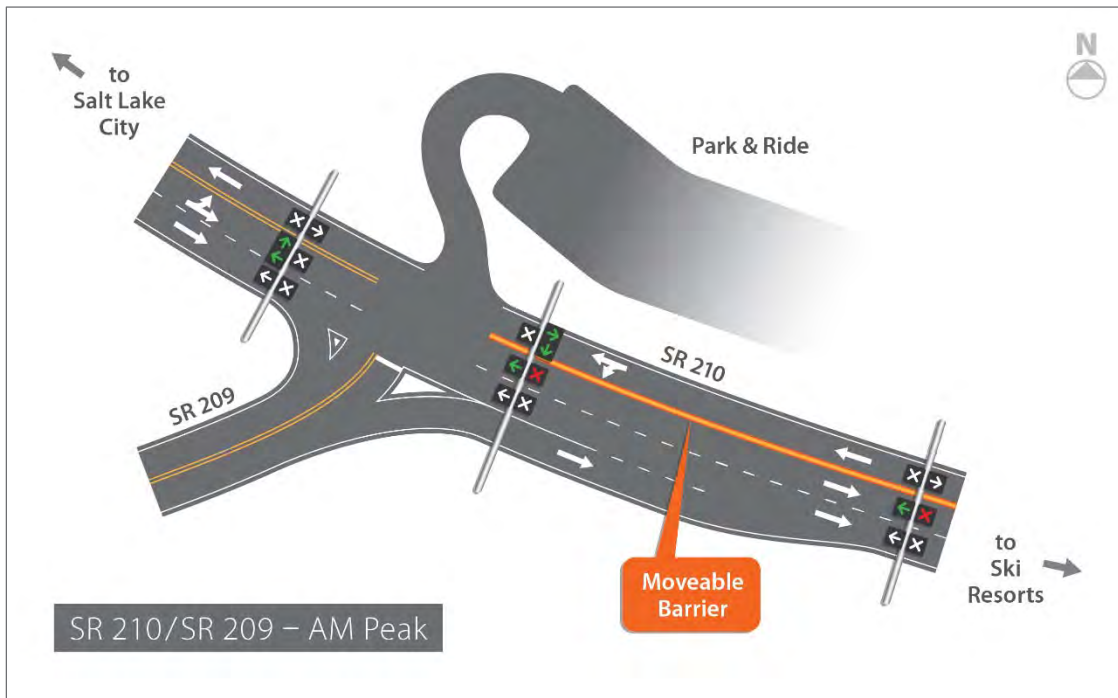 to
Salt Lake
City
N
Park & Ride
SR 210
SR 209
Moveable
Barrier
to
Ski
Resorts
SR 210/SR 209 – AM Peak